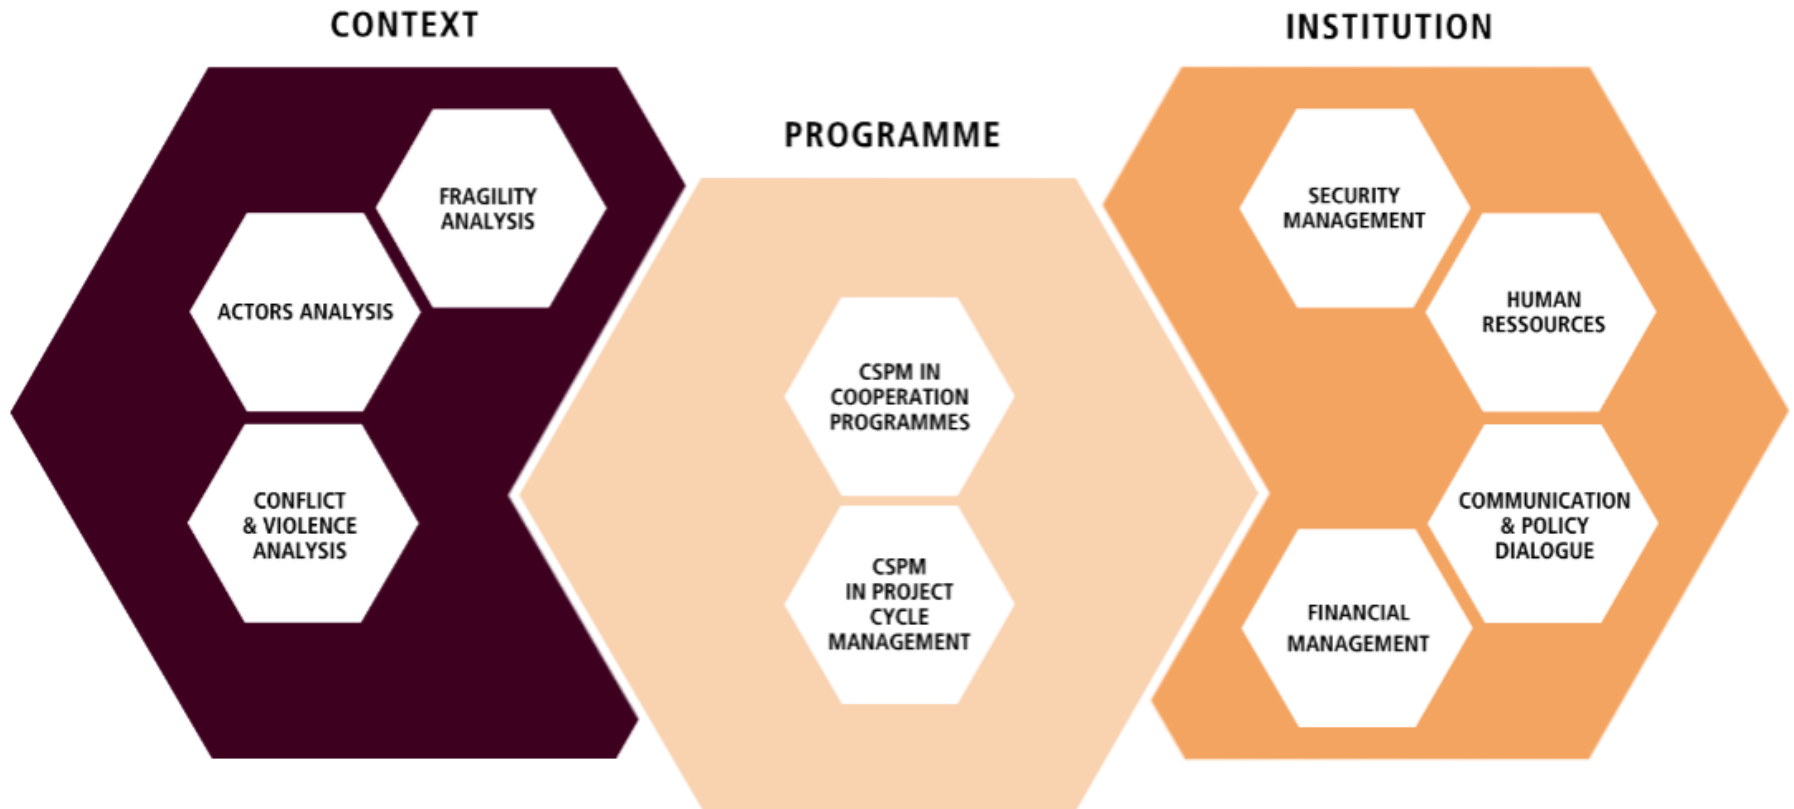 CONTEXT
FRAGILITY
ANALYSIS
ACTORS ANALYSIS
CONFLICT
& VIOLENCE
ANALYSIS
PROGRAMME
CSPM IN
COOPERATION
PROGRAMMES
CSPM
IN PROJECT
CYCLE
MANAGEMENT
INSTITUTION
SECURITY
MANAGEMENT
HUMAN
RESSOURCES
COMMUNICATION
& POLICY
DIALOGUE
FINANCIAL
MANAGEMENT